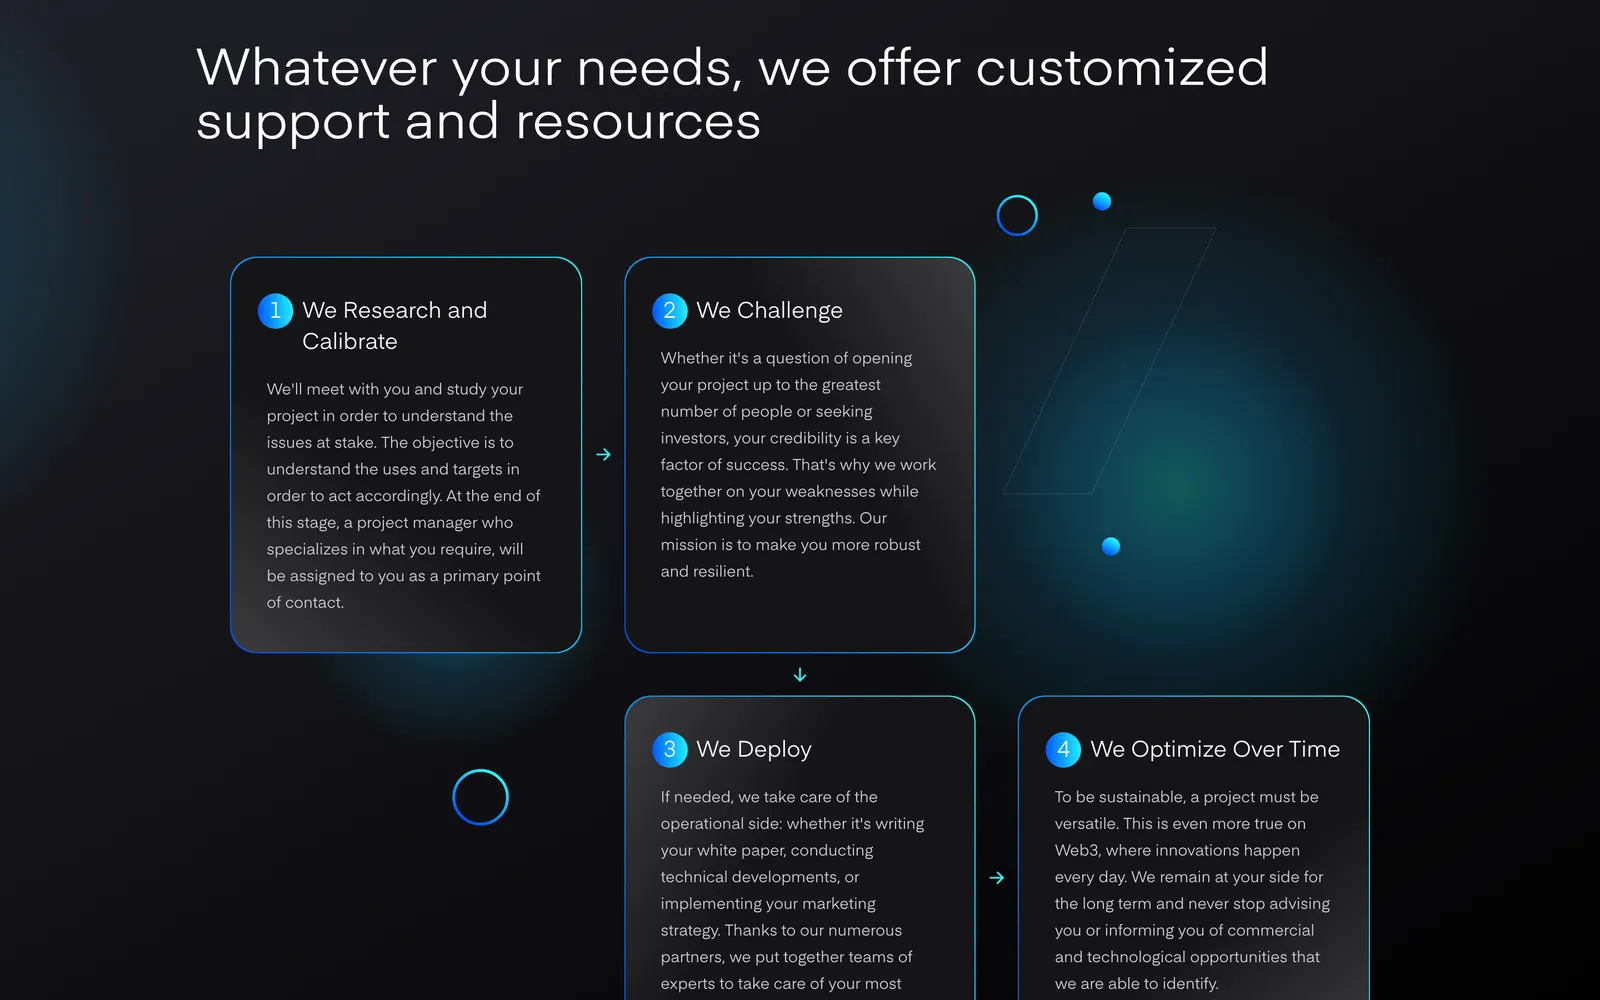 Whatever your needs, we offer customized
support and resources
1
We Research and
Calibrate
We'll meet with you and study your
project in order to understand the
issues at stake. The objective is to
understand the uses and targets in
order to act accordingly. At the end of
this stage, a project manager who
specializes in what you require, will
be assigned to you as a primary point
of contact.
2
We Challenge
Whether it's a question of opening
your project up to the greatest
number of people or seeking
investors, your credibility is a key
factor of success. That's why we work
together on your weaknesses while
highlighting your strengths. Our
mission is to make you more robust
and resilient.
3
We Deploy
If needed, we take care of the
operational side: whether it's writing
your white paper, conducting
technical developments, or
implementing your marketing
strategy. Thanks to our numerous
partners, we put together teams of
experts to take care of your most
4
We Optimize Over Time
To be sustainable, a project must be
versatile. This is even more true on
Web3, where innovations happen
every day. We remain at your side for
the long term and never stop advising
you or informing you of commercial
and technological opportunities that
we are able to identify.